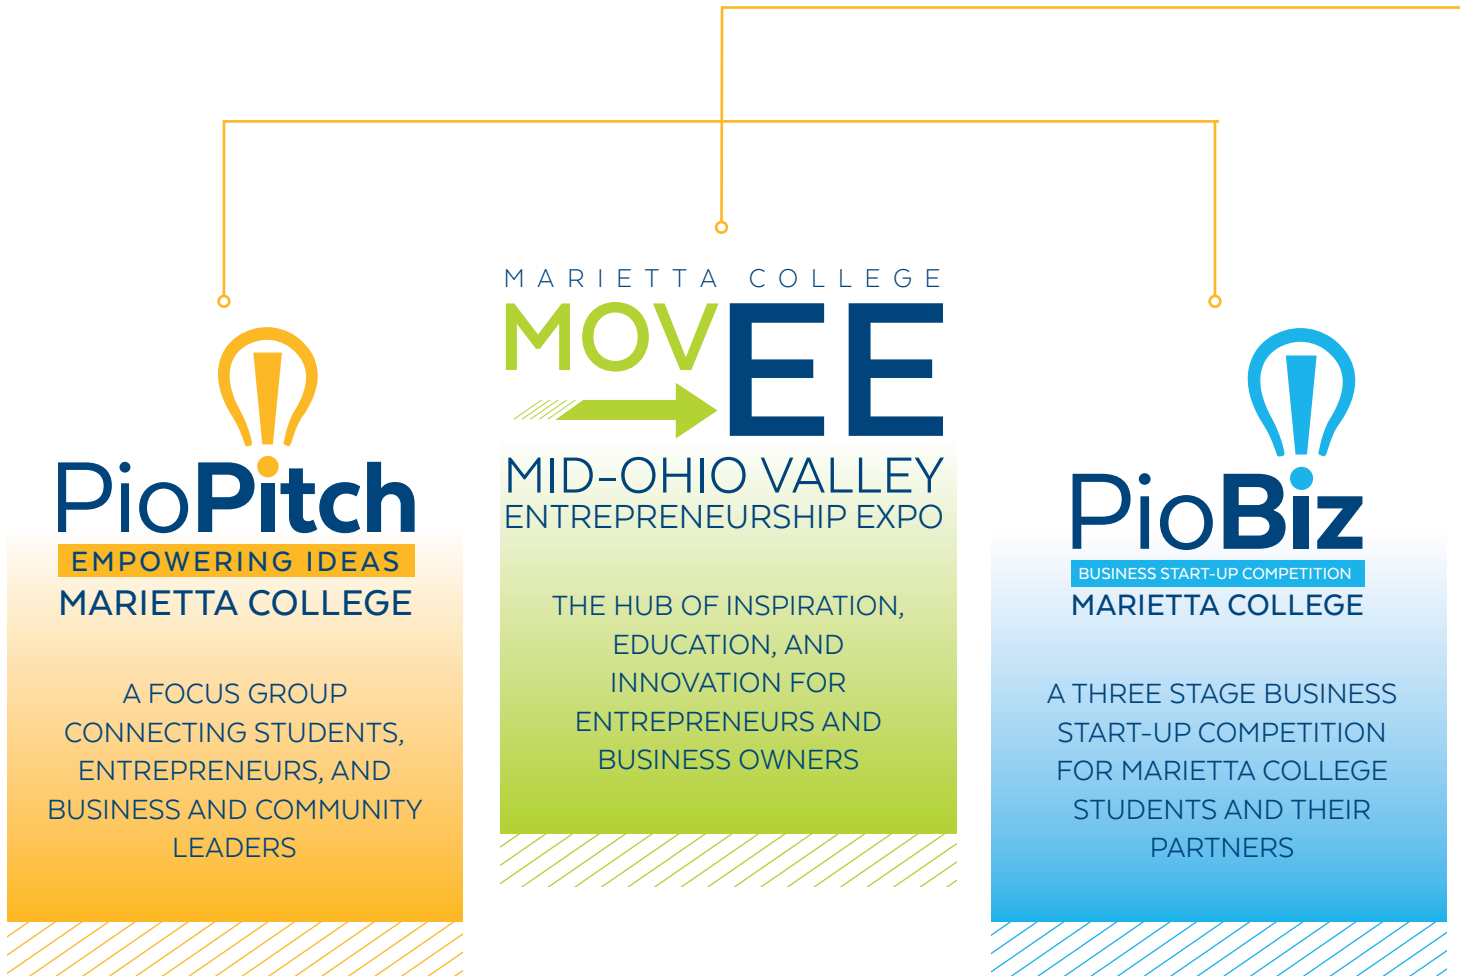 PioPitch
EMPOWERING IDEAS
MARIETTA COLLEGE
A FOCUS GROUP
CONNECTING STUDENTS,
ENTREPRENEURS, AND
BUSINESS AND COMMUNITY
LEADERS
MARIETTA COLLEGE
MOVEE
MID-OHIO VALLEY
ENTREPRENEURSHIP EXPO
THE HUB OF INSPIRATION,
EDUCATION, AND
INNOVATION FOR
ENTREPRENEURS AND
BUSINESS OWNERS
PioBiz
BUSINESS START-UP COMPETITION
MARIETTA COLLEGE
A THREE STAGE BUSINESS
START-UP COMPETITION
FOR MARIETTA COLLEGE
STUDENTS AND THEIR
PARTNERS